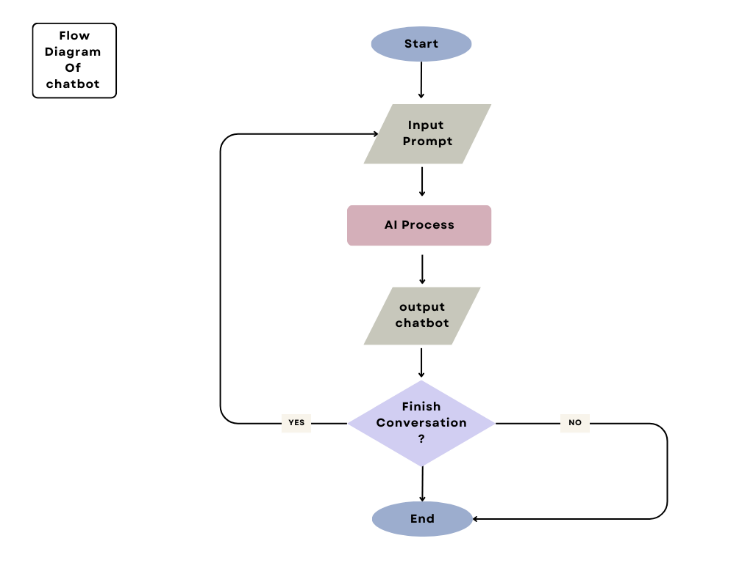 Flow
Diagram
Of
chatbot
Start
Input
Prompt
AI Process
output
chatbot
Finish
Conversation
?
YES
NO
End